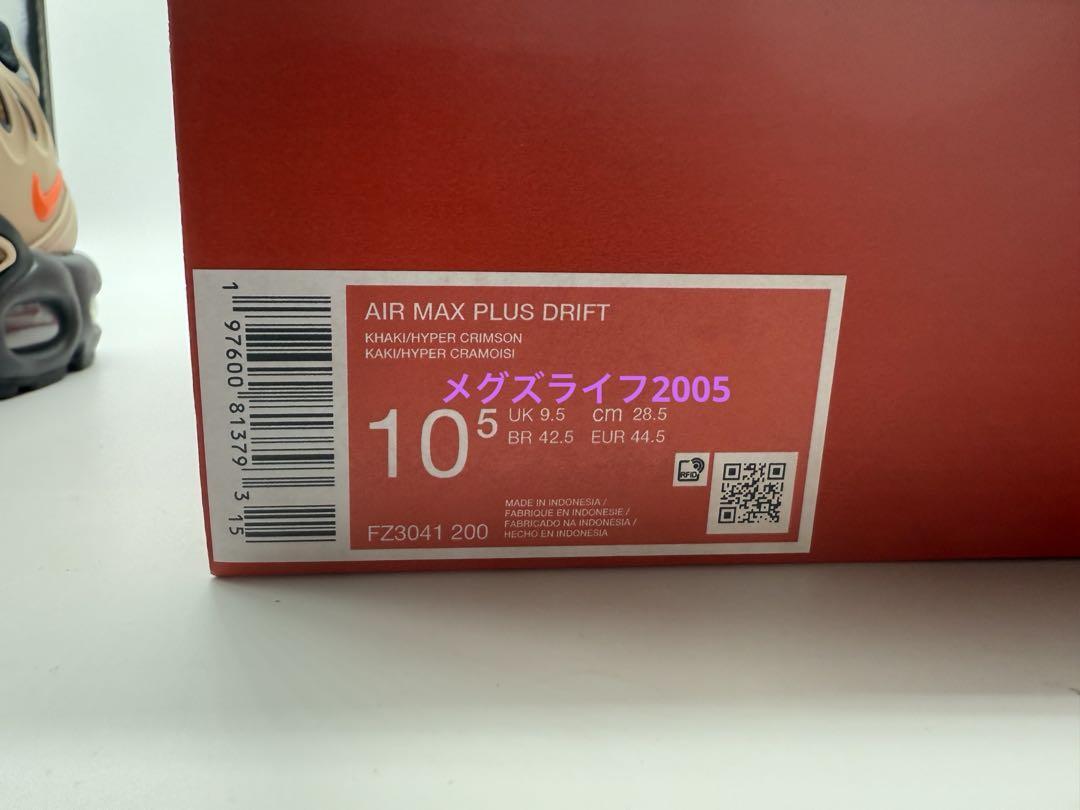 AIR MAX PLUS DRIFT
KHAKI/HYPER CRIMSON
KAKI/HYPER CRAMOISI
メグズライフ2005
10 5
UK 9.5 cm 28.5
BR 42.5 EUR 44.5
RFID
MADE IN INDONESIA /
FABRIQUE EN INDONESIE /
FABRICADO NA INDONESIA /
HECHO EN INDONESIA
FZ3041 200
1 97600 81379 3 15